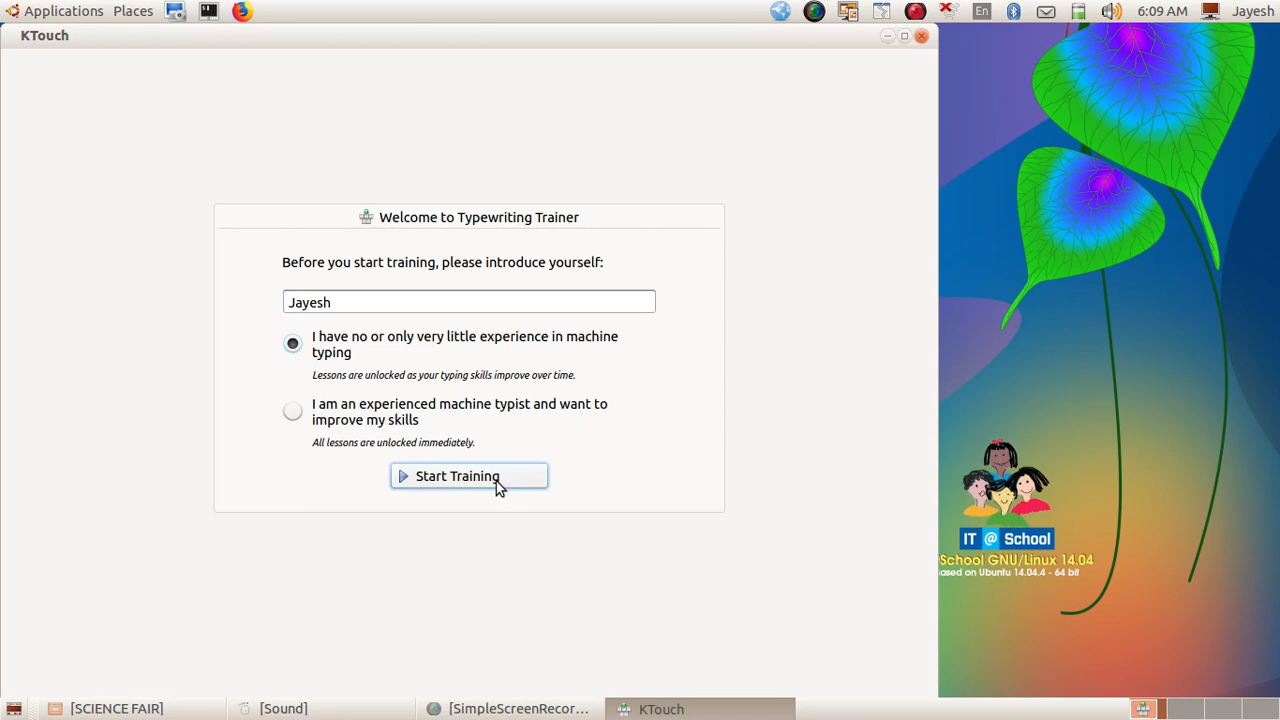 Applications Places En 6:09 AM Jayesh
KTouch
Welcome to Typewriting Trainer
Before you start training, please introduce yourself:
Jayesh
I have no or only very little experience in machine
typing
Lessons are unlocked as your typing skills improve over time.
I am an experienced machine typist and want to
improve my skills
All lessons are unlocked immediately.
Start Training
IT @ School
School GNU/Linux 14.04
ased on Ubuntu 14.04.4 - 64 bit
[SCIENCE FAIR] [Sound] [SimpleScreenRecor... KTouch